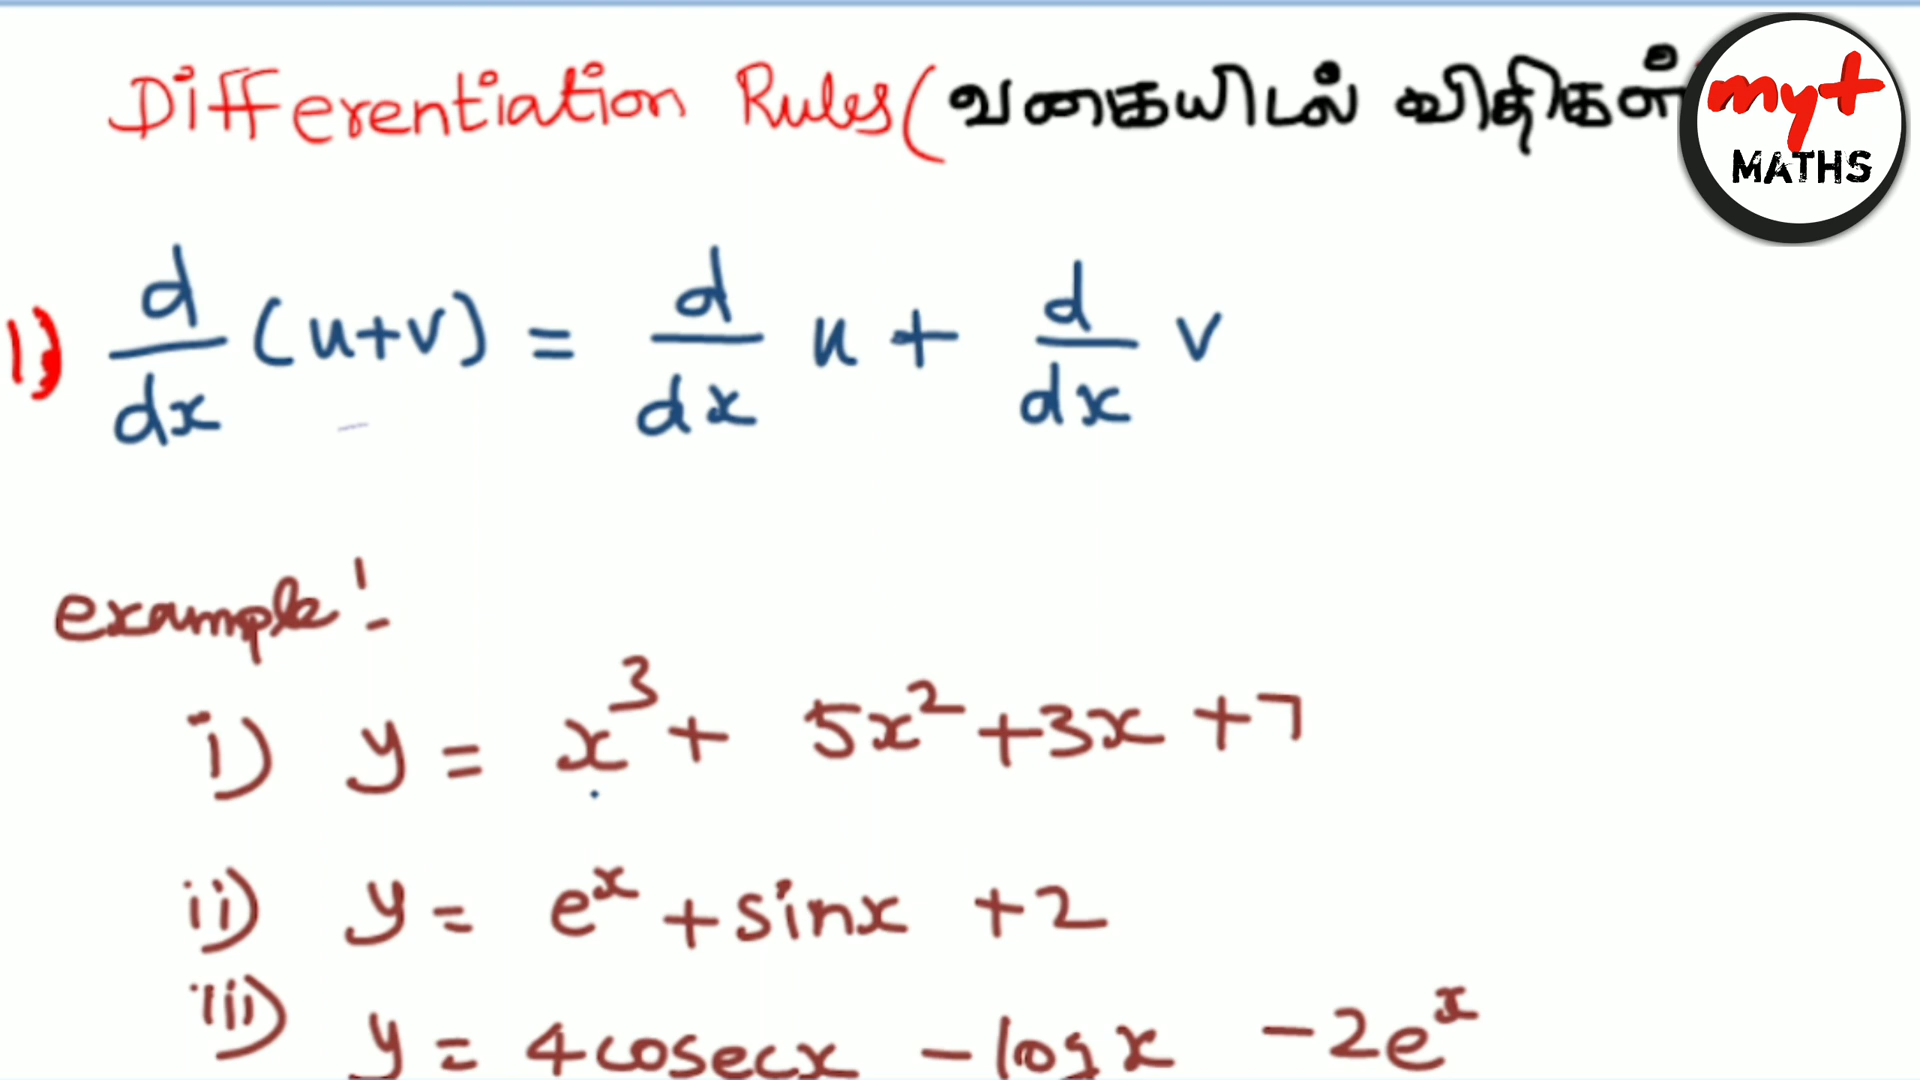 Differentiation Rules (வகையிடல் விதிகள்
my+
MATHS
1) d/dx (u+v) = d/dx u + d/dx v
example:-
i) y = x³ + 5x² + 3x + 7
ii) y = eˣ + sinx + 2
iii) y = 4cosecx - logx - 2eˣ